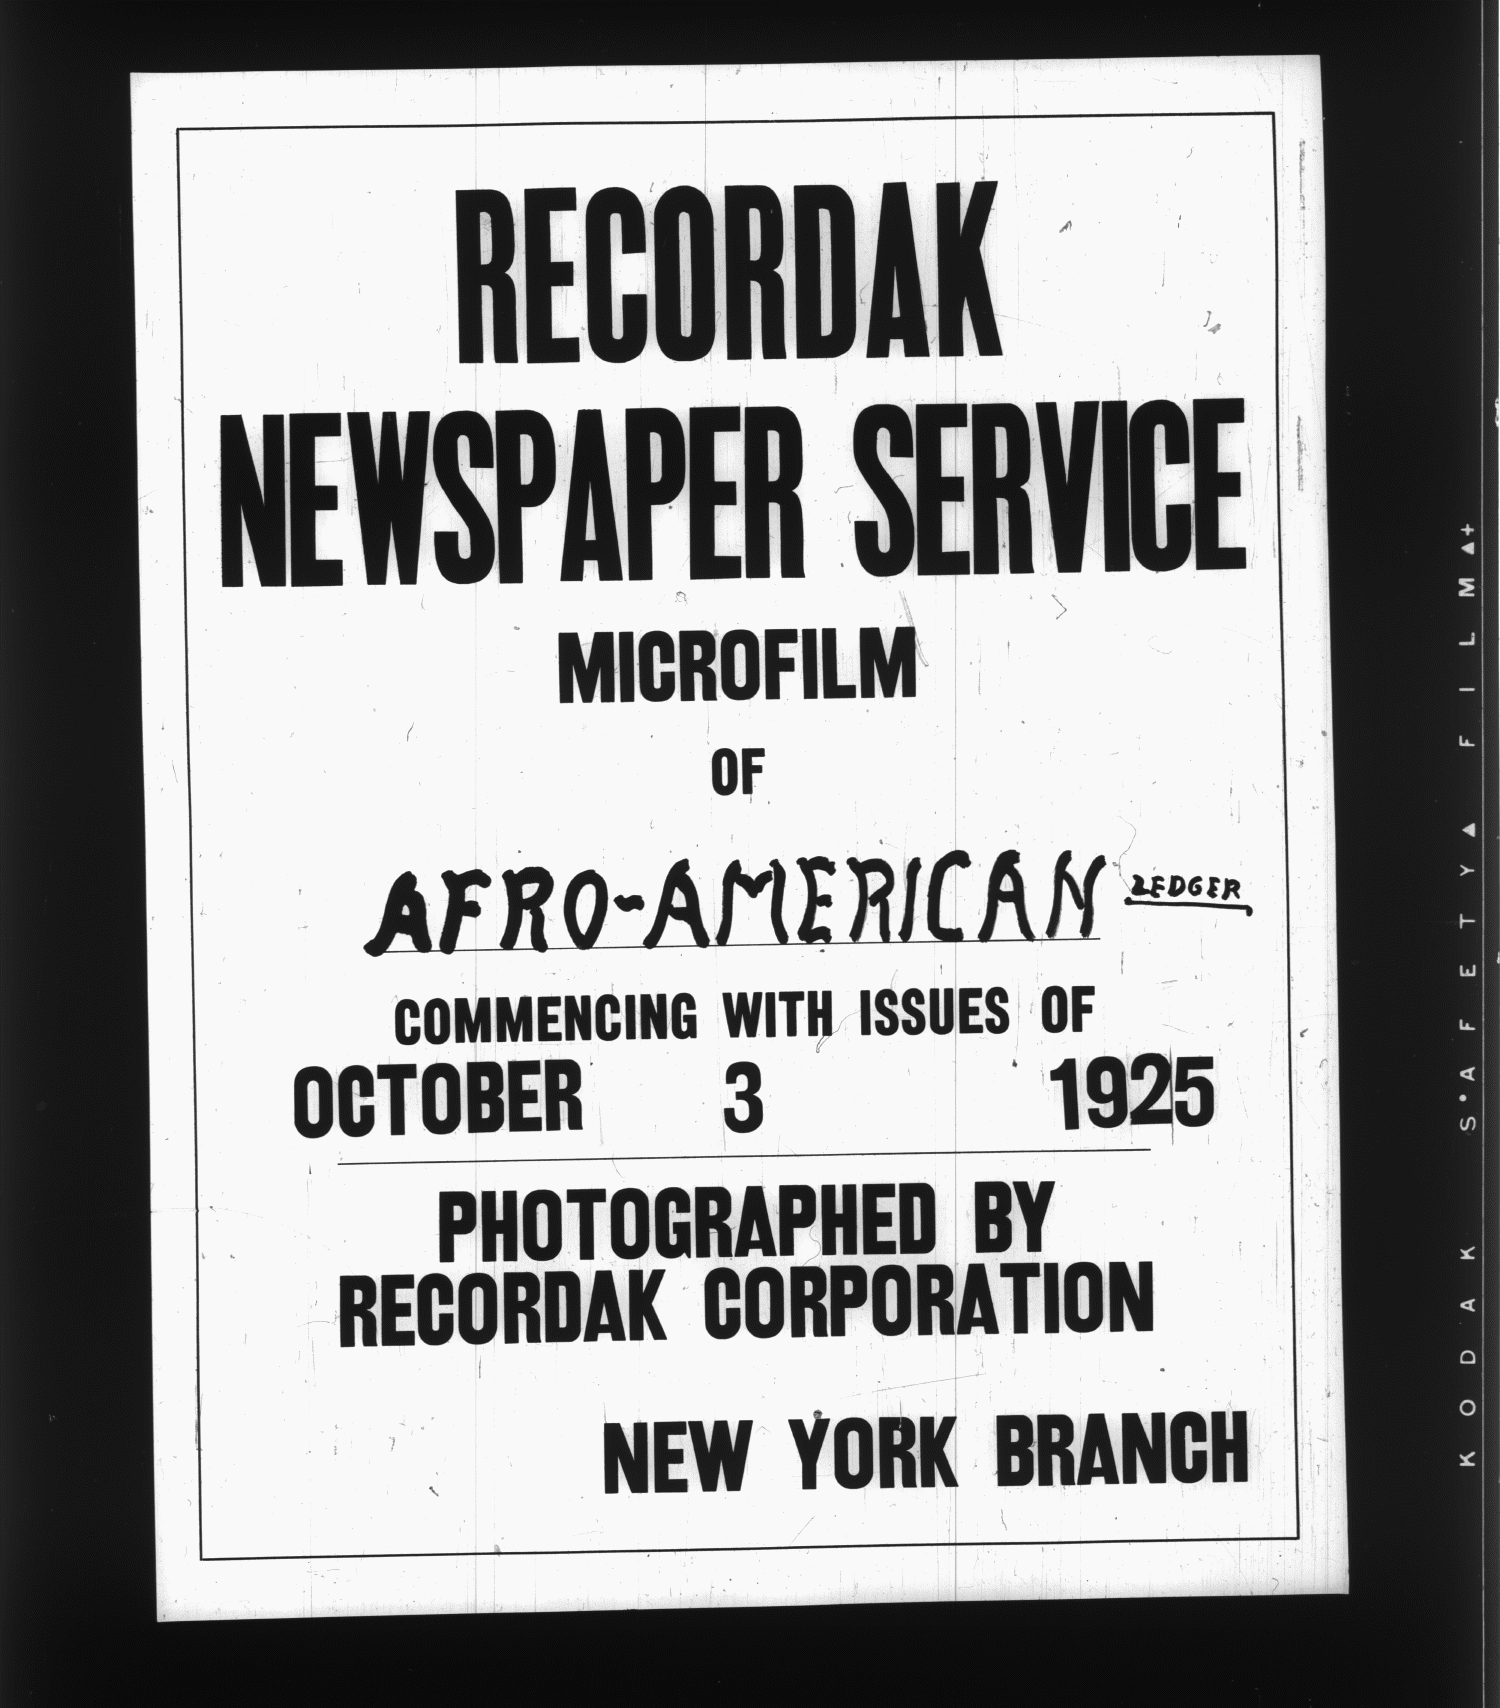 RECORDAK
NEWSPAPER SERVICE
MICROFILM
OF
AFRO-AMERICAN LEDGER
COMMENCING WITH ISSUES OF
OCTOBER 3 1925
PHOTOGRAPHED BY
RECORDAK CORPORATION
NEW YORK BRANCH
KODAK S'AFETY▲ FILM▲+